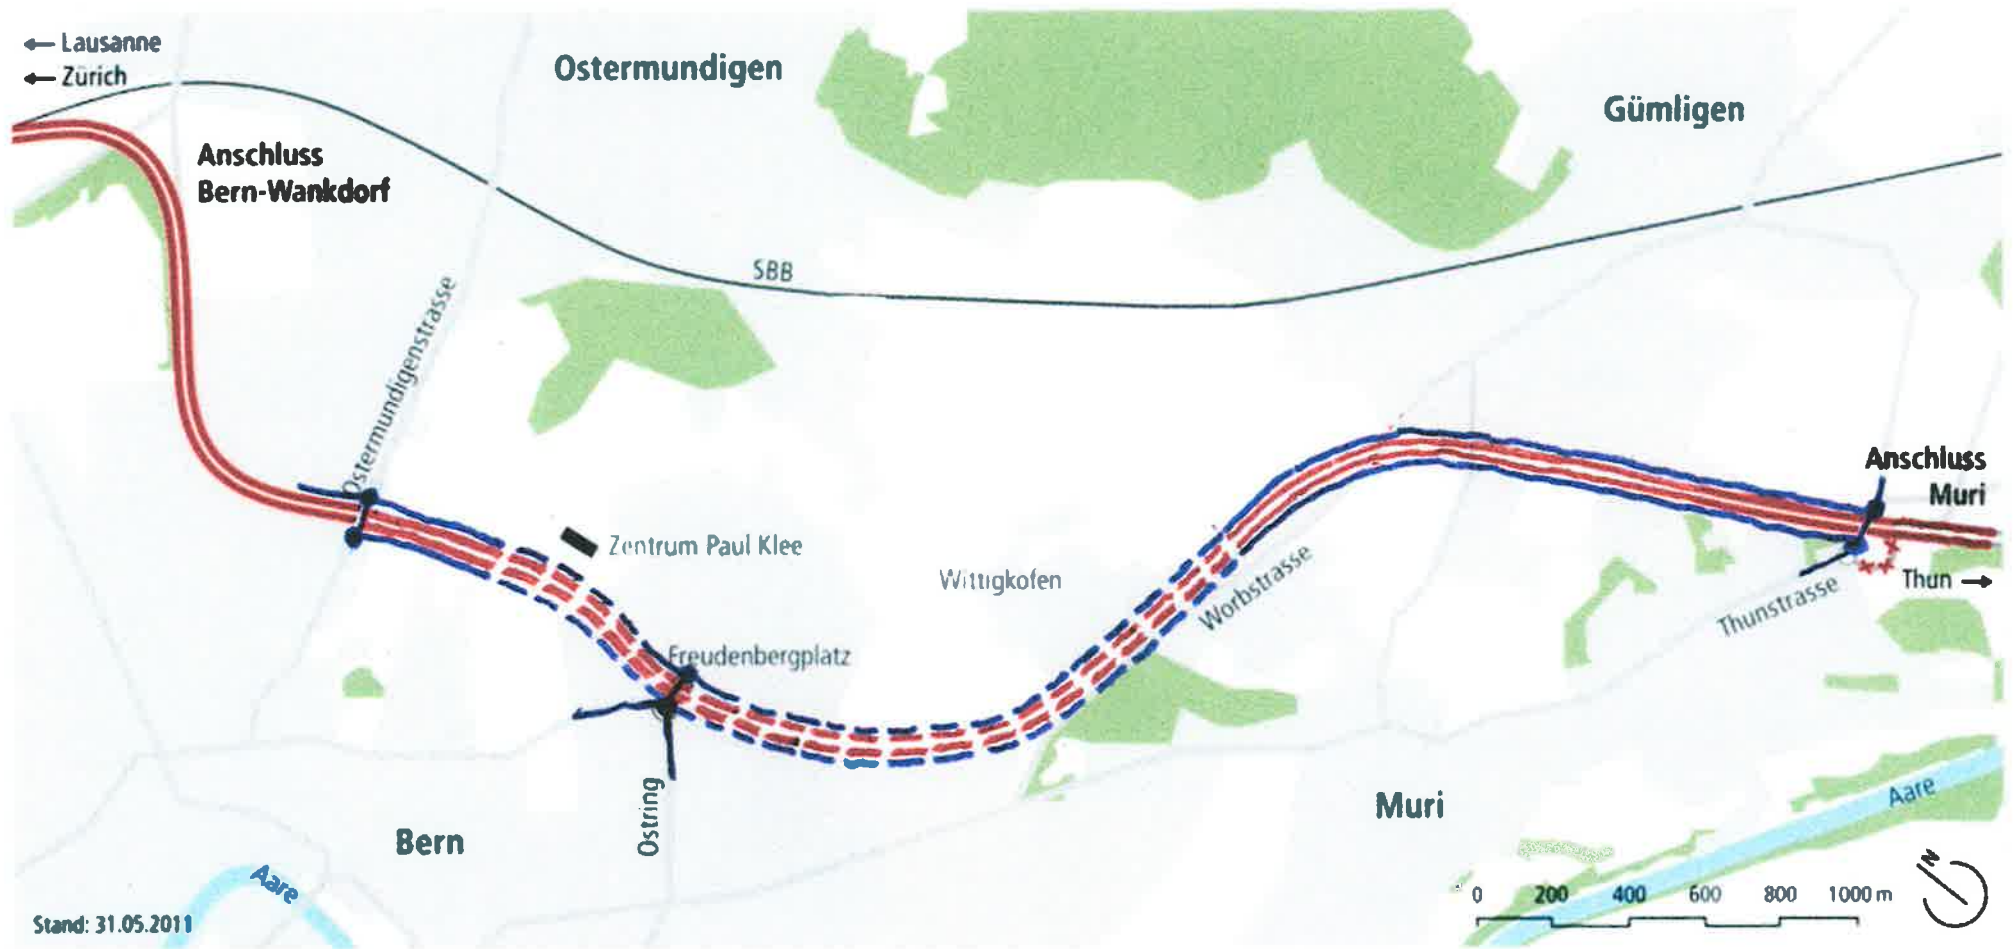 ← Lausanne
← Zürich
Ostermundigen
Gümligen
Anschluss
Bern-Wankdorf
SBB
Ostermundigenstrasse
Zentrum Paul Klee
Wittigkofen
Worbstrasse
Anschluss
Muri
Thun →
Thunstrasse
Freudenbergplatz
Ostring
Bern
Muri
Aare
Aare
N
0 200 400 600 800 1000 m
Stand: 31.05.2011